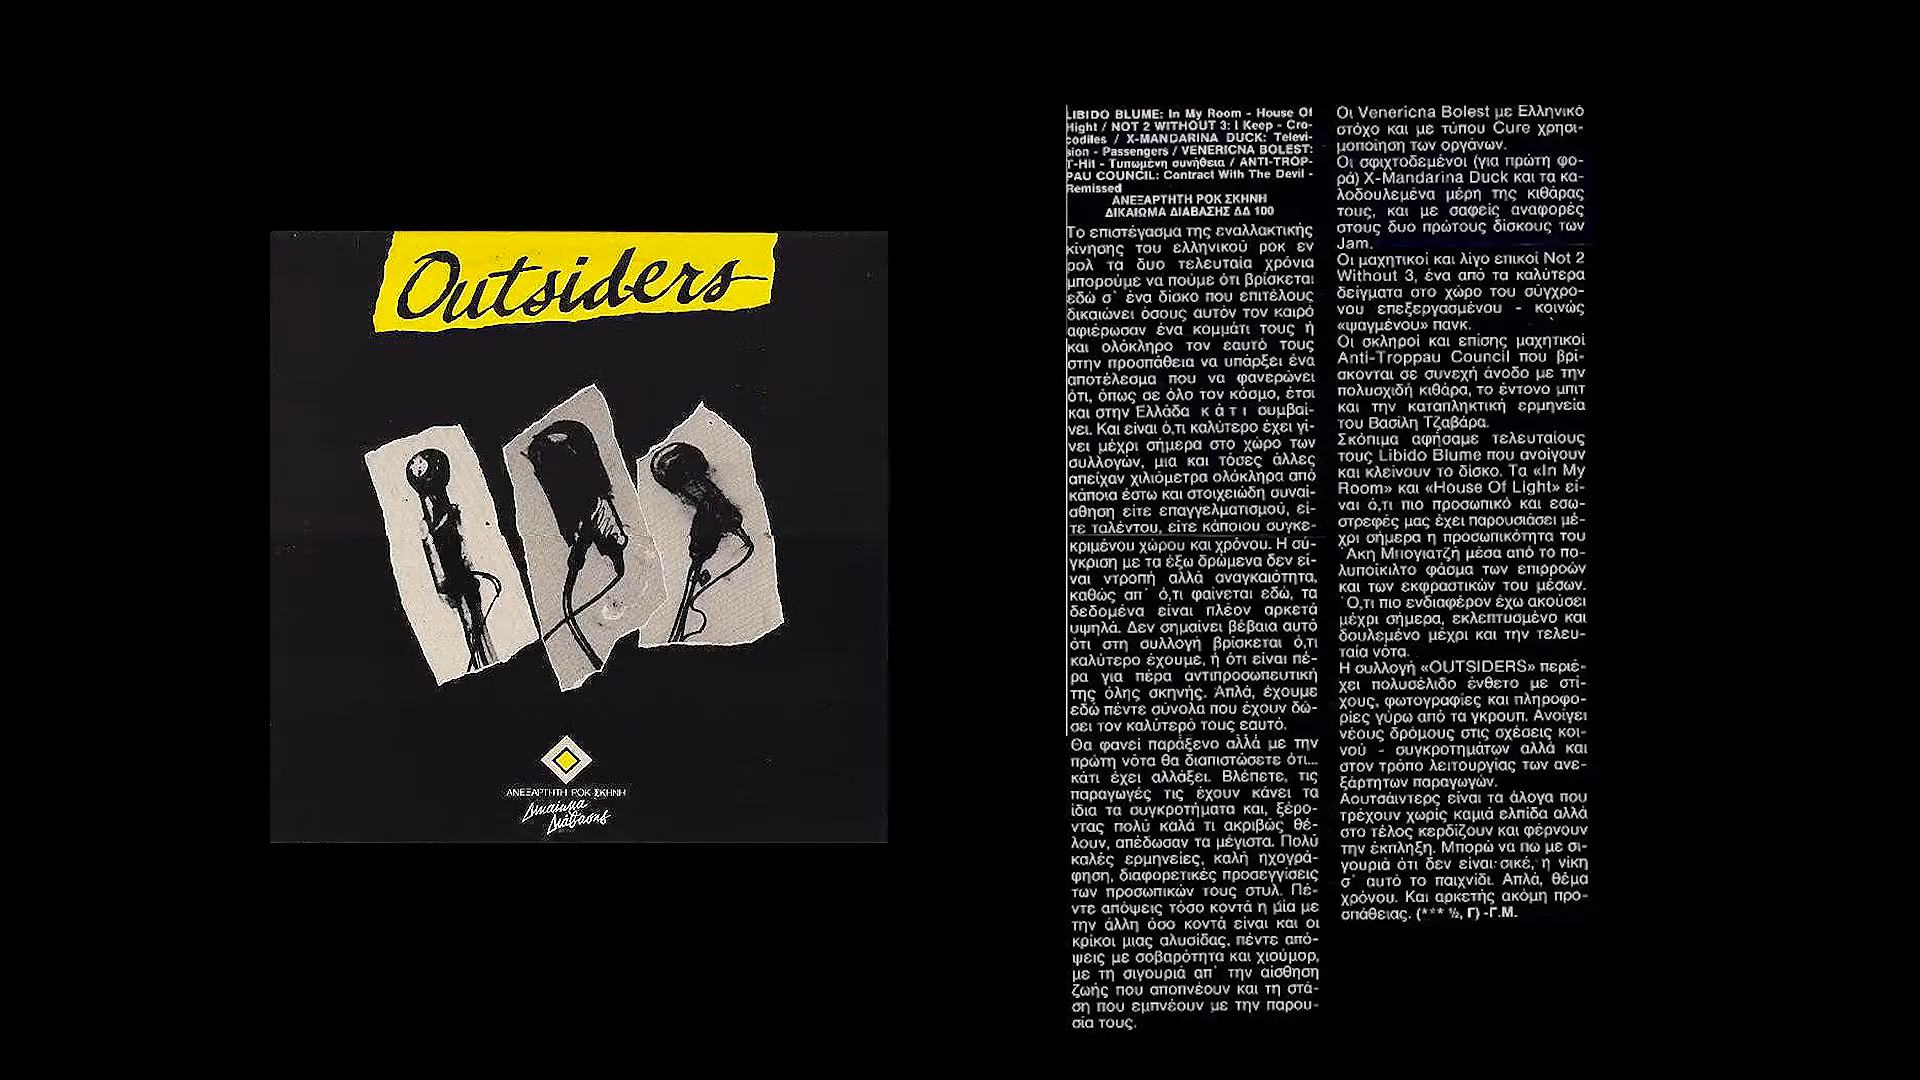 Outsiders
ΑΝΕΞΑΡΤΗΤΗ ΡΟΚ ΣΚΗΝΗ
Δικαίωμα
Διάβασης
LIBIDO BLUME: In My Room - House Of
Hight / NOT 2 WITHOUT 3: I Keep - Cro-
codiles / X-MANDARINA DUCK: Televi-
sion - Passengers / VENERICNA BOLEST:
T-Hit - Τυπωμένη συνήθεια / ANTI-TROP-
PAU COUNCIL: Contract With The Devil -
Remissed
ΑΝΕΞΑΡΤΗΤΗ ΡΟΚ ΣΚΗΝΗ
ΔΙΚΑΙΩΜΑ ΔΙΑΒΑΣΗΣ ΔΔ 100
Το επιστέγασμα της εναλλακτικής
κίνησης του ελληνικού ροκ εν
ρολ τα δυο τελευταία χρόνια
μπορούμε να πούμε ότι βρίσκεται
εδώ σ' ένα δίσκο που επιτέλους
δικαιώνει όσους αυτόν τον καιρό
αφιέρωσαν ένα κομμάτι τους ή
και ολόκληρο τον εαυτό τους
στην προσπάθεια να υπάρξει ένα
αποτέλεσμα που να φανερώνει
ότι, όπως σε όλο τον κόσμο, έτσι
και στην Ελλάδα κ ά τ ι συμβαί-
νει. Και είναι ό,τι καλύτερο έχει γί-
νει μέχρι σήμερα στο χώρο των
συλλογών, μια και τόσες άλλες
απείχαν χιλιόμετρα ολόκληρα από
κάποια έστω και στοιχειώδη συναί-
σθηση είτε επαγγελματισμού, εί-
τε ταλέντου, είτε κάποιου συγκε-
κριμένου χώρου και χρόνου. Η σύ-
γκριση με τα έξω δρώμενα δεν εί-
ναι ντροπή αλλά αναγκαιότητα,
καθώς απ' ό,τι φαίνεται εδώ, τα
δεδομένα είναι πλέον αρκετά
υψηλά. Δεν σημαίνει βέβαια αυτό
ότι στη συλλογή βρίσκεται ό,τι
καλύτερο έχουμε, ή ότι είναι πέ-
ρα για πέρα αντιπροσωπευτική
της όλης σκηνής. Απλά, έχουμε
εδώ πέντε σύνολα που έχουν δώ-
σει τον καλύτερό τους εαυτό.
Θα φανεί παράξενο αλλά με την
πρώτη νότα θα διαπιστώσετε ότι...
κάτι έχει αλλάξει. Βλέπετε, τις
παραγωγές τις έχουν κάνει τα
ίδια τα συγκροτήματα και, ξέρο-
ντας πολύ καλά τι ακριβώς θέ-
λουν, απέδωσαν τα μέγιστα. Πολύ
καλές ερμηνείες, καλή ηχογρά-
φηση, διαφορετικές προσεγγίσεις
των προσωπικών τους στυλ. Πέ-
ντε απόψεις τόσο κοντά η μία με
την άλλη όσο κοντά είναι και οι
κρίκοι μιας αλυσίδας, πέντε από-
ψεις με σοβαρότητα και χιούμορ,
με τη σιγουριά απ' την αίσθηση
ζωής που αποπνέουν και τη στά-
ση που εμπνέουν με την παρου-
σία τους.
Οι Venericna Bolest με Ελληνικό
στόχο και με τύπου Cure χρησι-
μοποίηση των οργάνων.
Οι σφιχτοδεμένοι (για πρώτη φο-
ρά) X-Mandarina Duck και τα κα-
λοδουλεμένα μέρη της κιθάρας
τους, και με σαφείς αναφορές
στους δυο πρώτους δίσκους των
Jam.
Οι μαχητικοί και λίγο επικοί Not 2
Without 3, ένα από τα καλύτερα
δείγματα στο χώρο του σύγχρο-
νου επεξεργασμένου - κοινώς
«ψαγμένου» πανκ.
Οι σκληροί και επίσης μαχητικοί
Anti-Troppau Council που βρί-
σκονται σε συνεχή άνοδο με την
πολυσχιδή κιθάρα, το έντονο μπιτ
και την καταπληκτική ερμηνεία
του Βασίλη Τζαβάρα.
Σκόπιμα αφήσαμε τελευταίους
τους Libido Blume που ανοίγουν
και κλείνουν το δίσκο. Τα «In My
Room» και «House Of Light» εί-
ναι ό,τι πιο προσωπικό και εσω-
στρεφές μας έχει παρουσιάσει μέ-
χρι σήμερα η προσωπικότητα του
Άκη Μπογιατζή μέσα από το πο-
λυποίκιλτο φάσμα των επιρροών
και των εκφραστικών του μέσων.
Ό,τι πιο ενδιαφέρον έχω ακούσει
μέχρι σήμερα, εκλεπτυσμένο και
δουλεμένο μέχρι και την τελευ-
ταία νότα.
Η συλλογή «OUTSIDERS» περιέ-
χει πολυσέλιδο ένθετο με στί-
χους, φωτογραφίες και πληροφο-
ρίες γύρω από τα γκρουπ. Ανοίγει
νέους δρόμους στις σχέσεις κοι-
νού - συγκροτημάτων αλλά και
στον τρόπο λειτουργίας των ανε-
ξάρτητων παραγωγών.
Αουτσάιντερς είναι τα άλογα που
τρέχουν χωρίς καμιά ελπίδα αλλά
στο τέλος κερδίζουν και φέρνουν
την έκπληξη. Μπορώ να πω με σι-
γουριά ότι δεν είναι σικέ, η νίκη
σ' αυτό το παιχνίδι. Απλά, θέμα
χρόνου. Και αρκετής ακόμη προ-
σπάθειας. (*** ½, Γ) -Γ.Μ.